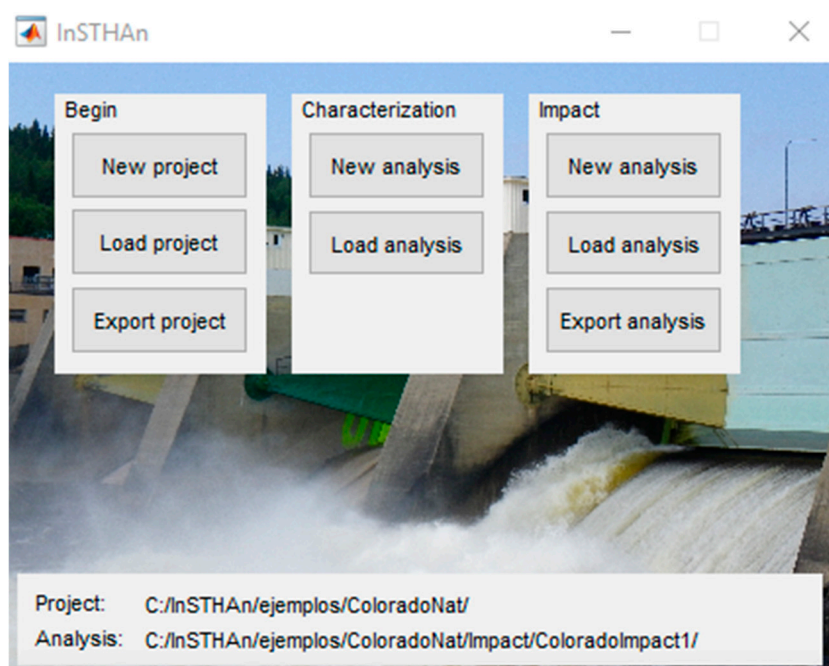 InSTHAn
Begin
New project
Load project
Export project
Characterization
New analysis
Load analysis
Impact
New analysis
Load analysis
Export analysis
Project: C:/InSTHAn/ejemplos/ColoradoNat/
Analysis: C:/InSTHAn/ejemplos/ColoradoNat/Impact/ColoradoImpact1/